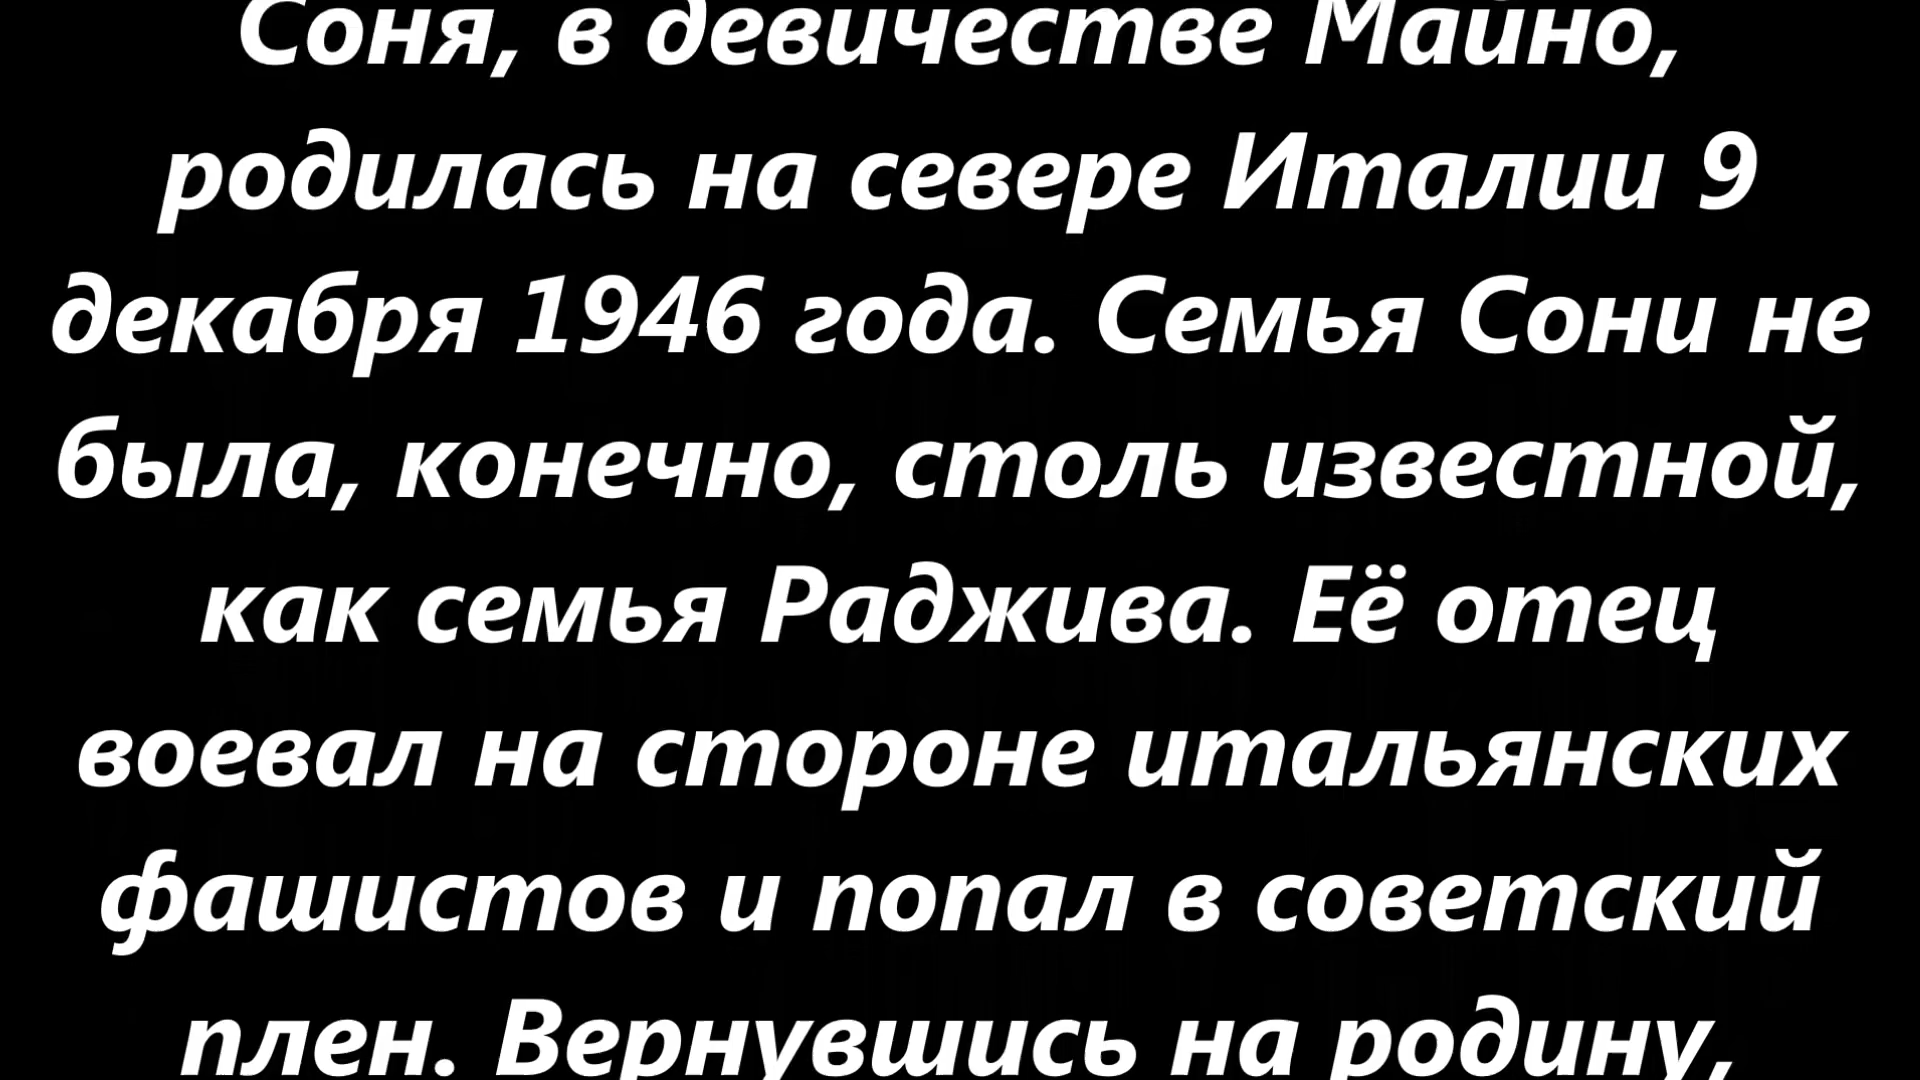 Соня, в девичестве Майно,
родилась на севере Италии 9
декабря 1946 года. Семья Сони не
была, конечно, столь известной,
как семья Раджива. Её отец
воевал на стороне итальянских
фашистов и попал в советский
плен. Вернувшись на родину,